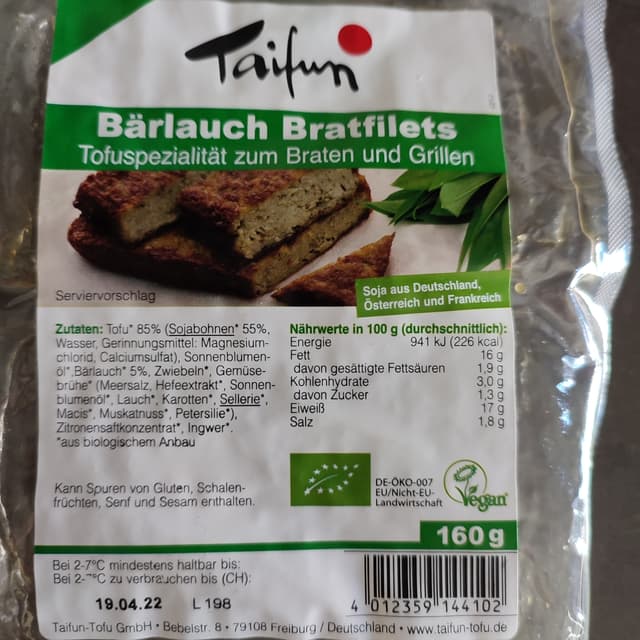 Taifun
Bärlauch Bratfilets
Tofuspezialität zum Braten und Grillen
Serviervorschlag
Soja aus Deutschland,
Österreich und Frankreich
Zutaten: Tofu* 85% (Sojabohnen* 55%,
Wasser, Gerinnungsmittel: Magnesium-
chlorid, Calciumsulfat), Sonnenblumen-
öl*,Bärlauch* 5%, Zwiebeln*, Gemüse-
brühe* (Meersalz, Hefeextrakt*, Sonnen-
blumenöl*, Lauch*, Karotten*, Sellerie*,
Macis*, Muskatnuss*, Petersilie*),
Zitronensaftkonzentrat*, Ingwer*.
*aus biologischem Anbau
Kann Spuren von Gluten, Schalen-
früchten, Senf und Sesam enthalten.
Nährwerte in 100 g (durchschnittlich):
Energie 941 kJ (226 kcal)
Fett 16 g
davon gesättigte Fettsäuren 1,9 g
Kohlenhydrate 3,0 g
davon Zucker 1,3 g
Eiweiß 17 g
Salz 1,8 g
DE-ÖKO-007
EU/Nicht-EU-
Landwirtschaft
Vegan
160 g
Bei 2-7°C mindestens haltbar bis:
Bei 2-°C zu verbrauchen bis (CH):
19.04.22 L 198
4 012359 144102
Taifun-Tofu GmbH • Bebelstr. 8 • 79108 Freiburg / Deutschland • www.taifun-tofu.de